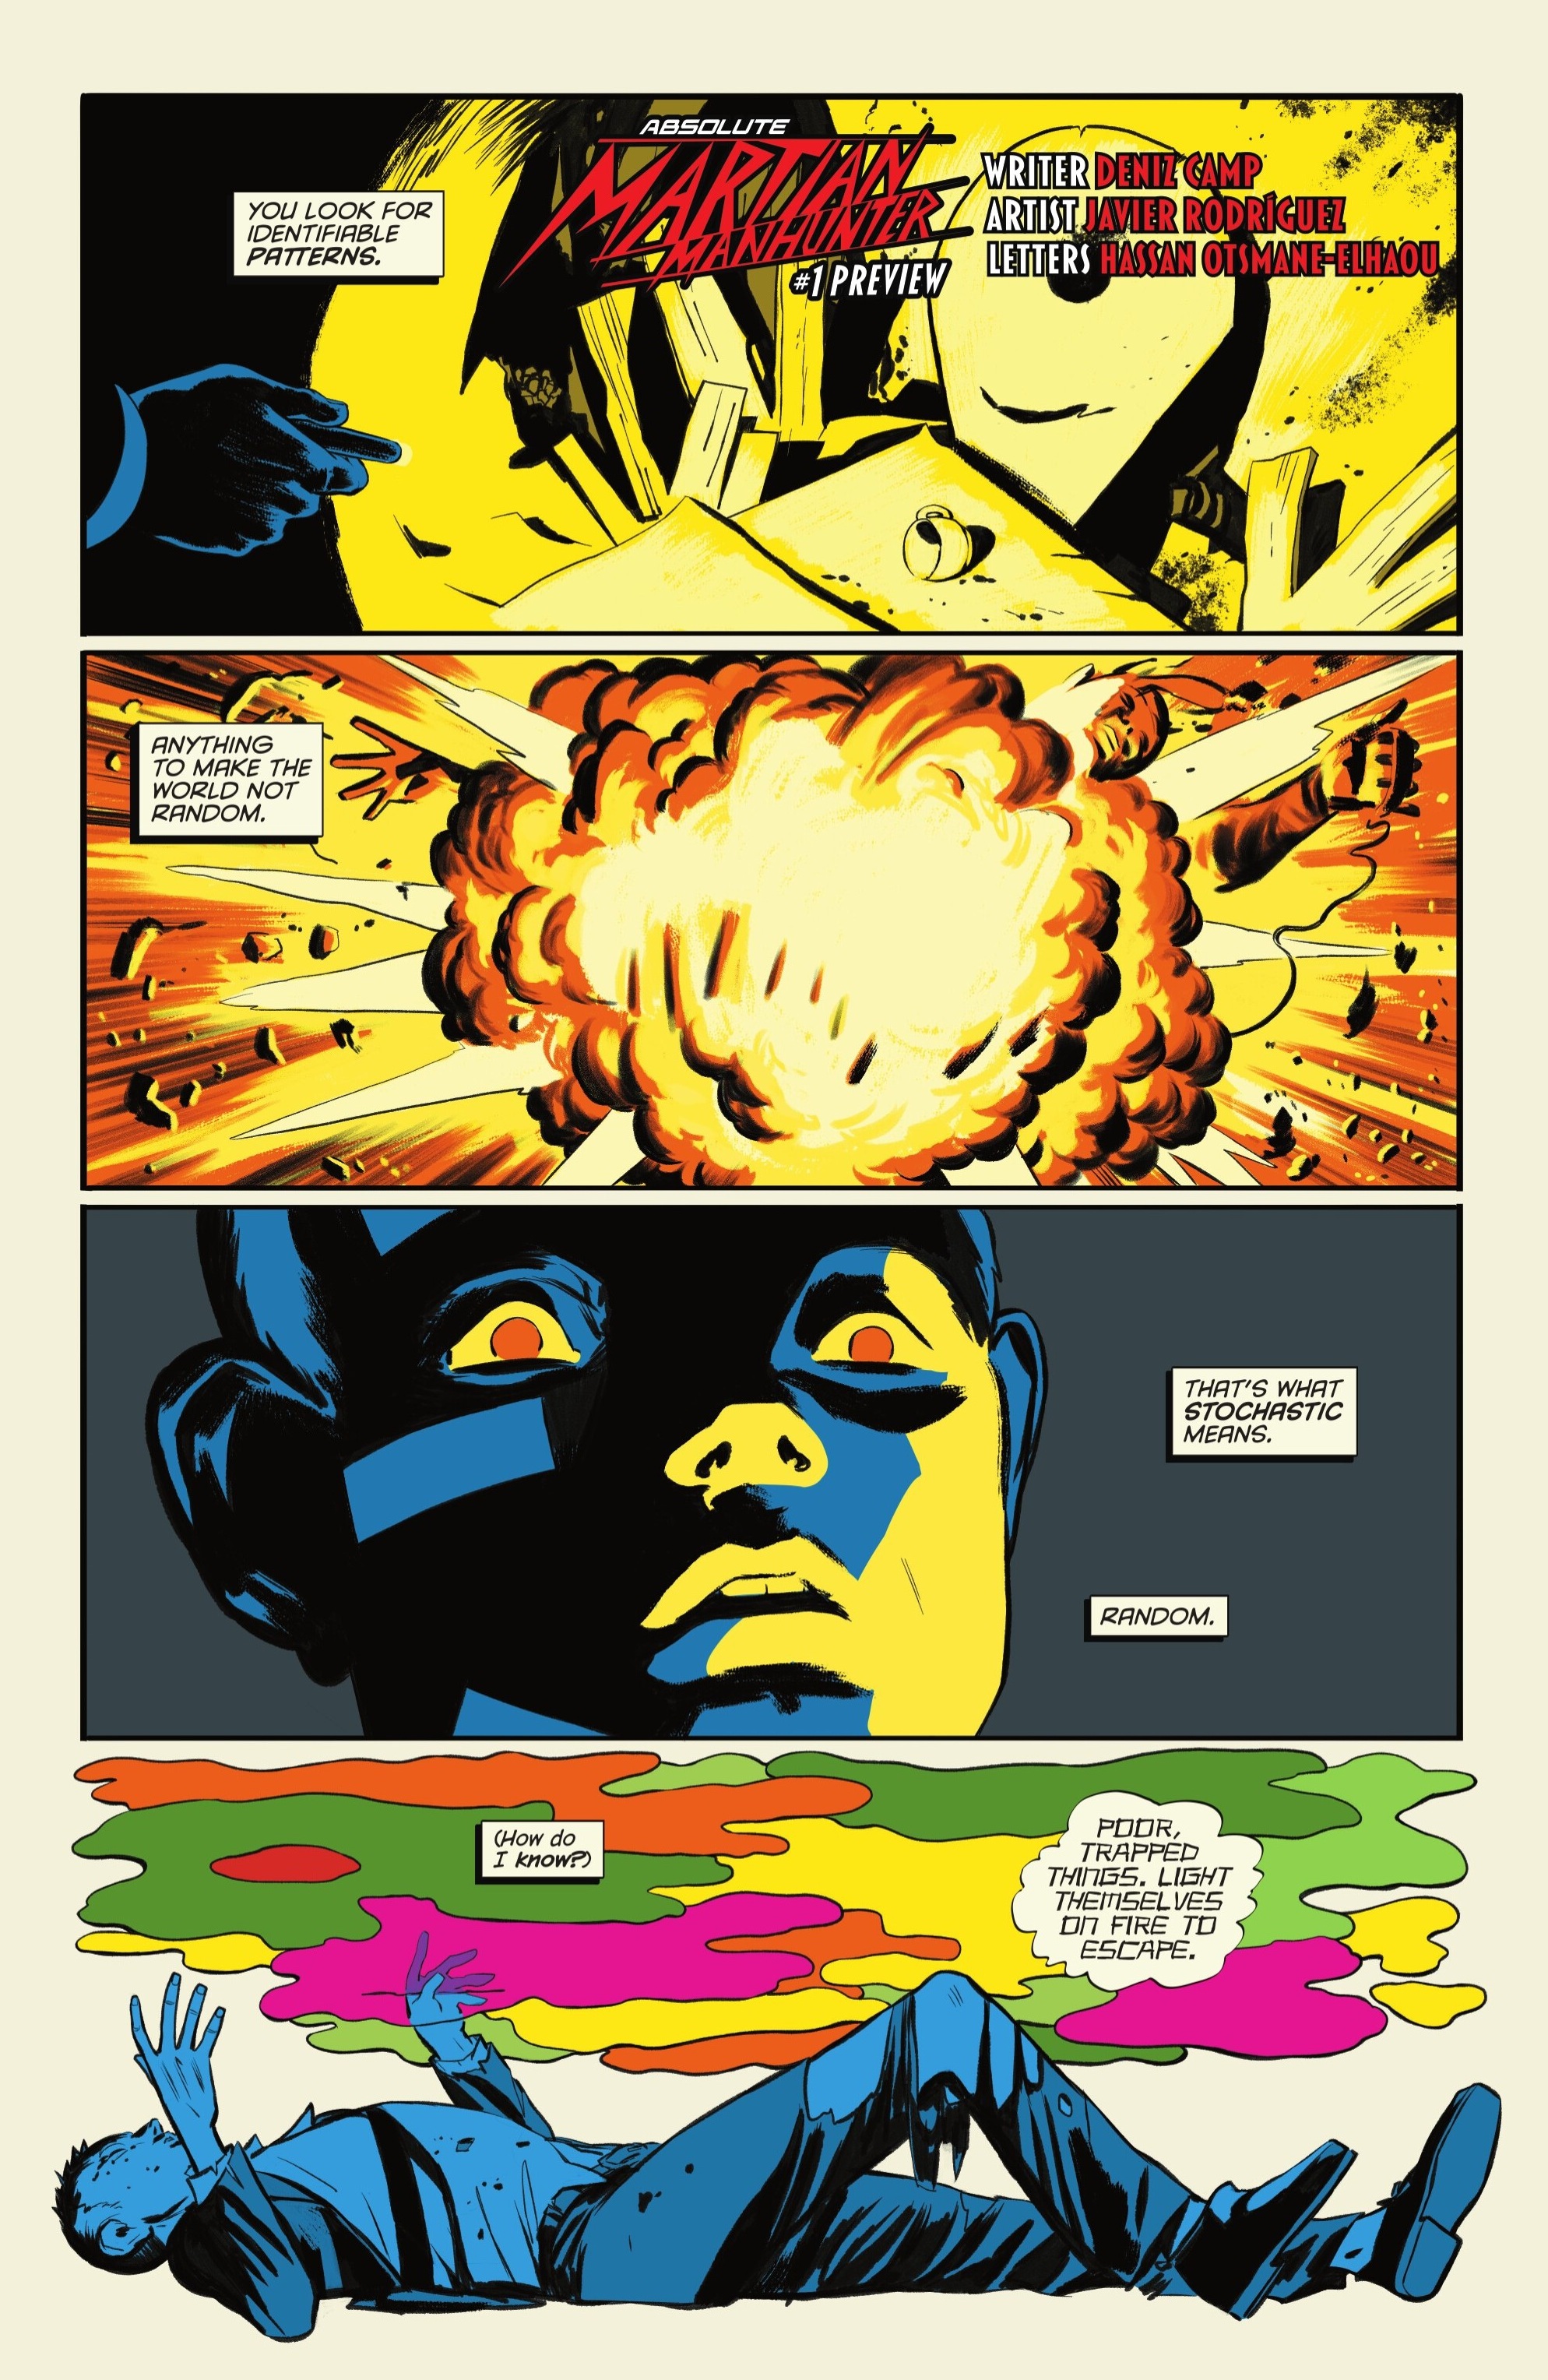 YOU LOOK FOR
IDENTIFIABLE
PATTERNS.
ABSOLUTE
MARTIAN
MANHUNTER
#1 PREVIEW
WRITER DENIZ CAMP
ARTIST JAVIER RODRÍGUEZ
LETTERS HASSAN OTSMANE-ELHAOU
ANYTHING
TO MAKE THE
WORLD NOT
RANDOM.
THAT'S WHAT
STOCHASTIC
MEANS.
RANDOM.
(How do
I know?)
POOR,
TRAPPED
THINGS. LIGHT
THEMSELVES
ON FIRE TO
ESCAPE.